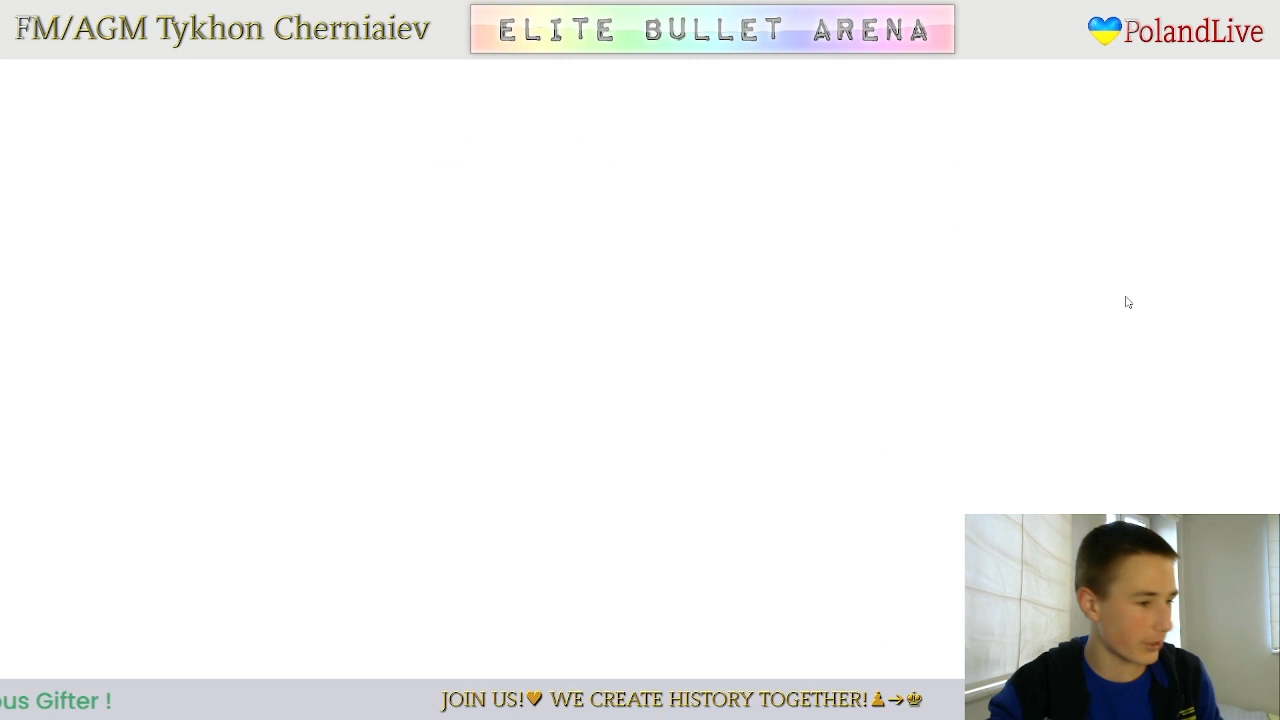 FM/AGM Tykhon Cherniaiev
ELITE BULLET ARENA
PolandLive
ous Gifter !
JOIN US!🧡 WE CREATE HISTORY TOGETHER!♟➔♚